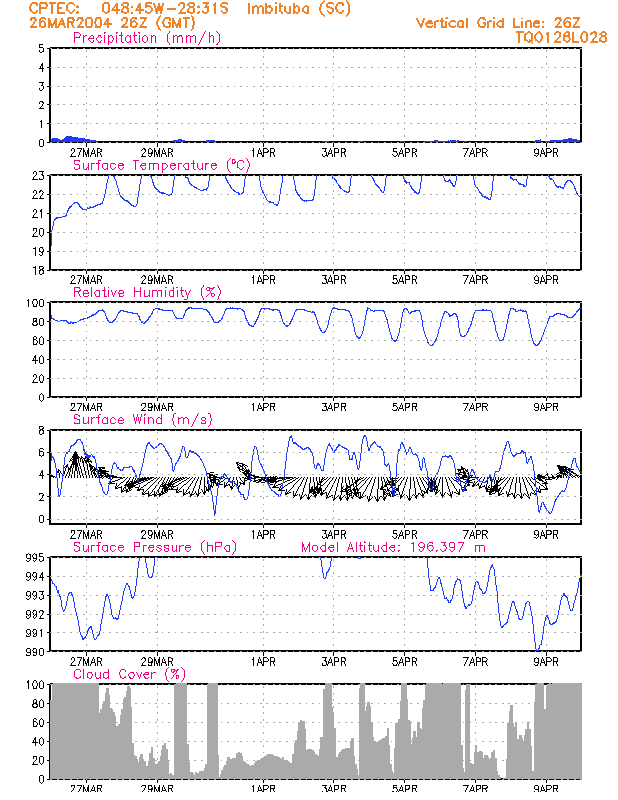 CPTEC: 048:45W-28:31S Imbituba (SC)
26MAR2004 26Z (GMT) Vertical Grid Line: 26Z
Precipitation (mm/h) TQ0126L028
5
4
3
2
1
0
27MAR 29MAR 1APR 3APR 5APR 7APR 9APR
Surface Temperature (°C)
23
22
21
20
19
18
27MAR 29MAR 1APR 3APR 5APR 7APR 9APR
Relative Humidity (%)
100
80
60
40
20
0
27MAR 29MAR 1APR 3APR 5APR 7APR 9APR
Surface Wind (m/s)
8
6
4
2
0
27MAR 29MAR 1APR 3APR 5APR 7APR 9APR
Surface Pressure (hPa) Model Altitude: 196.397 m
995
994
993
992
991
990
27MAR 29MAR 1APR 3APR 5APR 7APR 9APR
Cloud Cover (%)
100
80
60
40
20
0
27MAR 29MAR 1APR 3APR 5APR 7APR 9APR